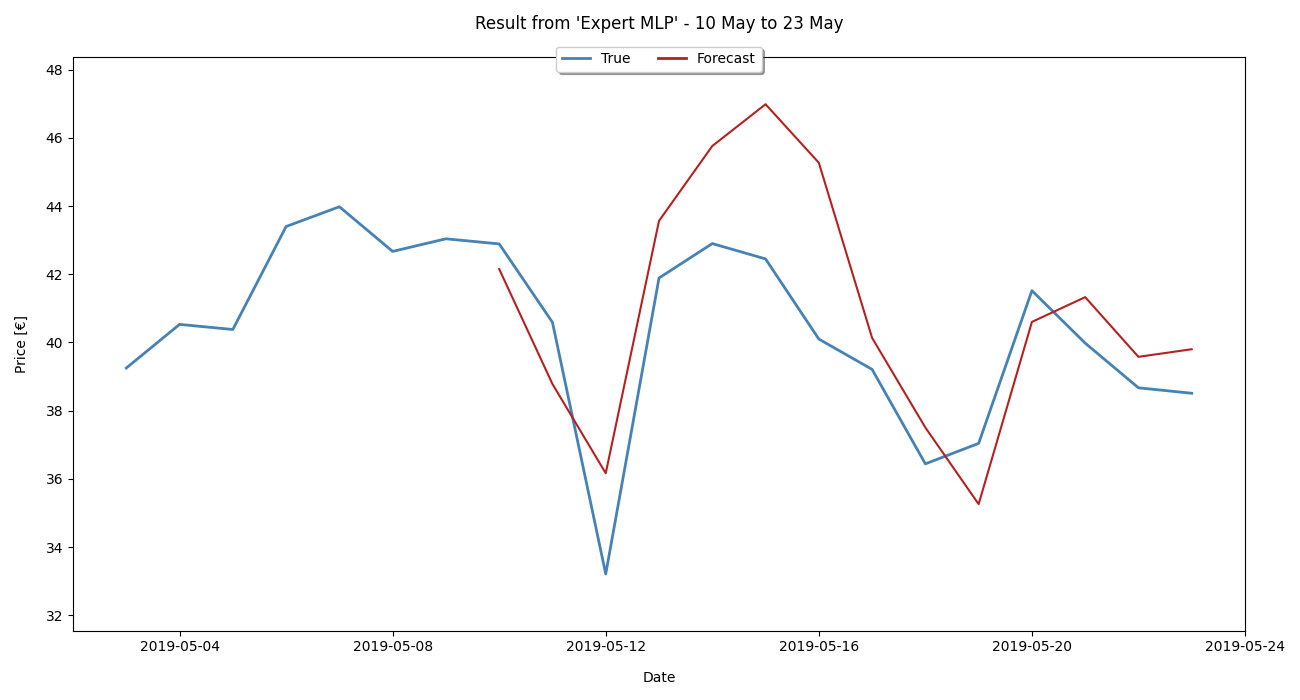 Result from 'Expert MLP' - 10 May to 23 May
True Forecast
48
46
44
42
40
38
36
34
32
Price [€]
2019-05-04 2019-05-08 2019-05-12 2019-05-16 2019-05-20 2019-05-24
Date